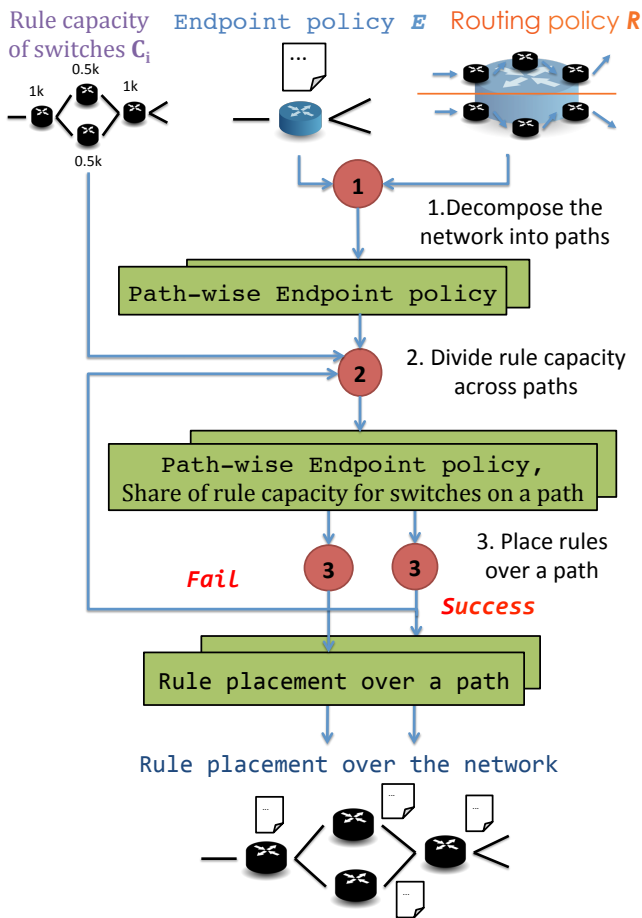 Rule capacity
of switches Cᵢ
Endpoint policy E
Routing policy R
...
0.5k
1k
1k
0.5k
1
1.Decompose the
network into paths
Path-wise Endpoint policy
2
2. Divide rule capacity
across paths
Path-wise Endpoint policy,
Share of rule capacity for switches on a path
3
3
3. Place rules
over a path
Fail
Success
Rule placement over a path
Rule placement over the network
...
...
...
...